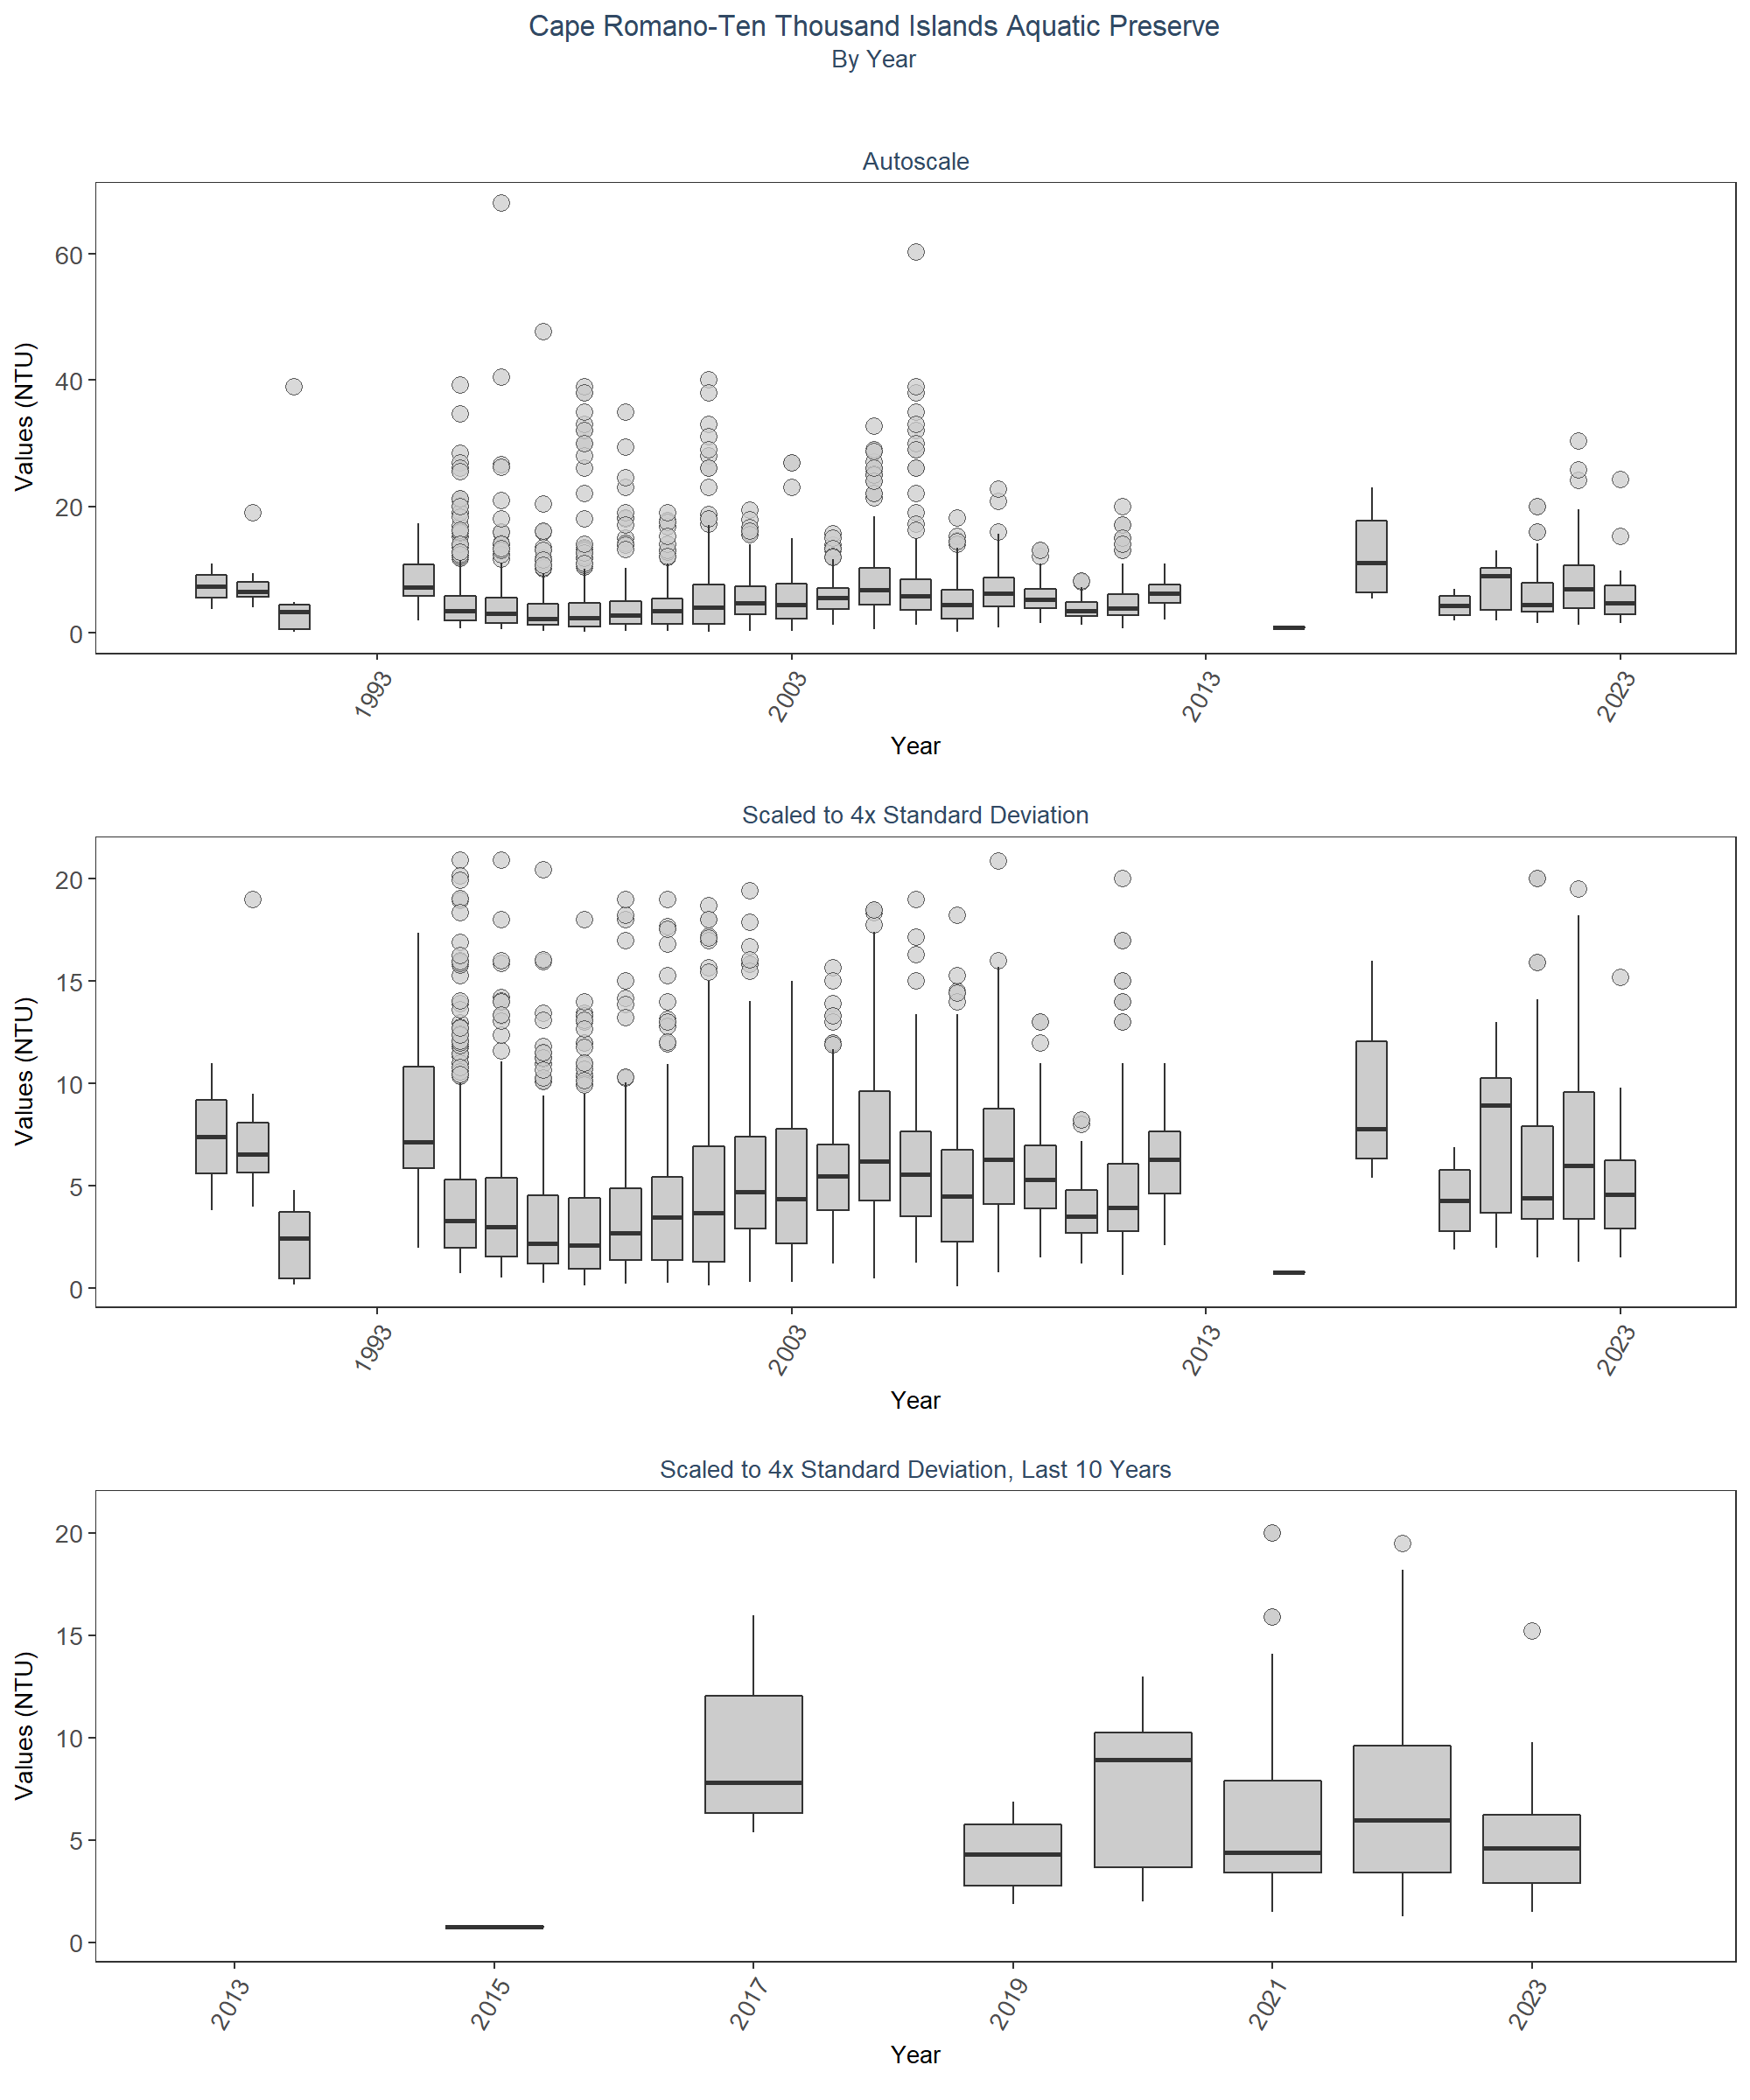 Cape Romano-Ten Thousand Islands Aquatic Preserve
By Year
Autoscale
Values (NTU)
60
40
20
0
1993
2003
2013
2023
Year
Scaled to 4x Standard Deviation
Values (NTU)
20
15
10
5
0
1993
2003
2013
2023
Year
Scaled to 4x Standard Deviation, Last 10 Years
Values (NTU)
20
15
10
5
0
2013
2015
2017
2019
2021
2023
Year